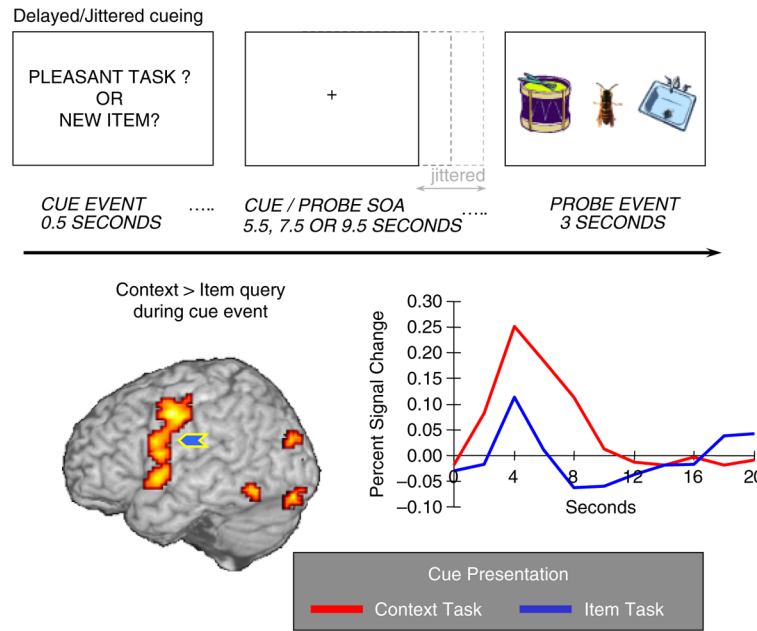 Delayed/Jittered cueing
PLEASANT TASK ?
OR
NEW ITEM?
+
jittered
CUE EVENT
0.5 SECONDS
.....
CUE / PROBE SOA
5.5, 7.5 OR 9.5 SECONDS
.....
PROBE EVENT
3 SECONDS
Context > Item query
during cue event
Percent Signal Change
0.30
0.25
0.20
0.15
0.10
0.05
0.00
−0.05
−0.10
0 4 8 12 16 20
Seconds
Cue Presentation
Context Task
Item Task